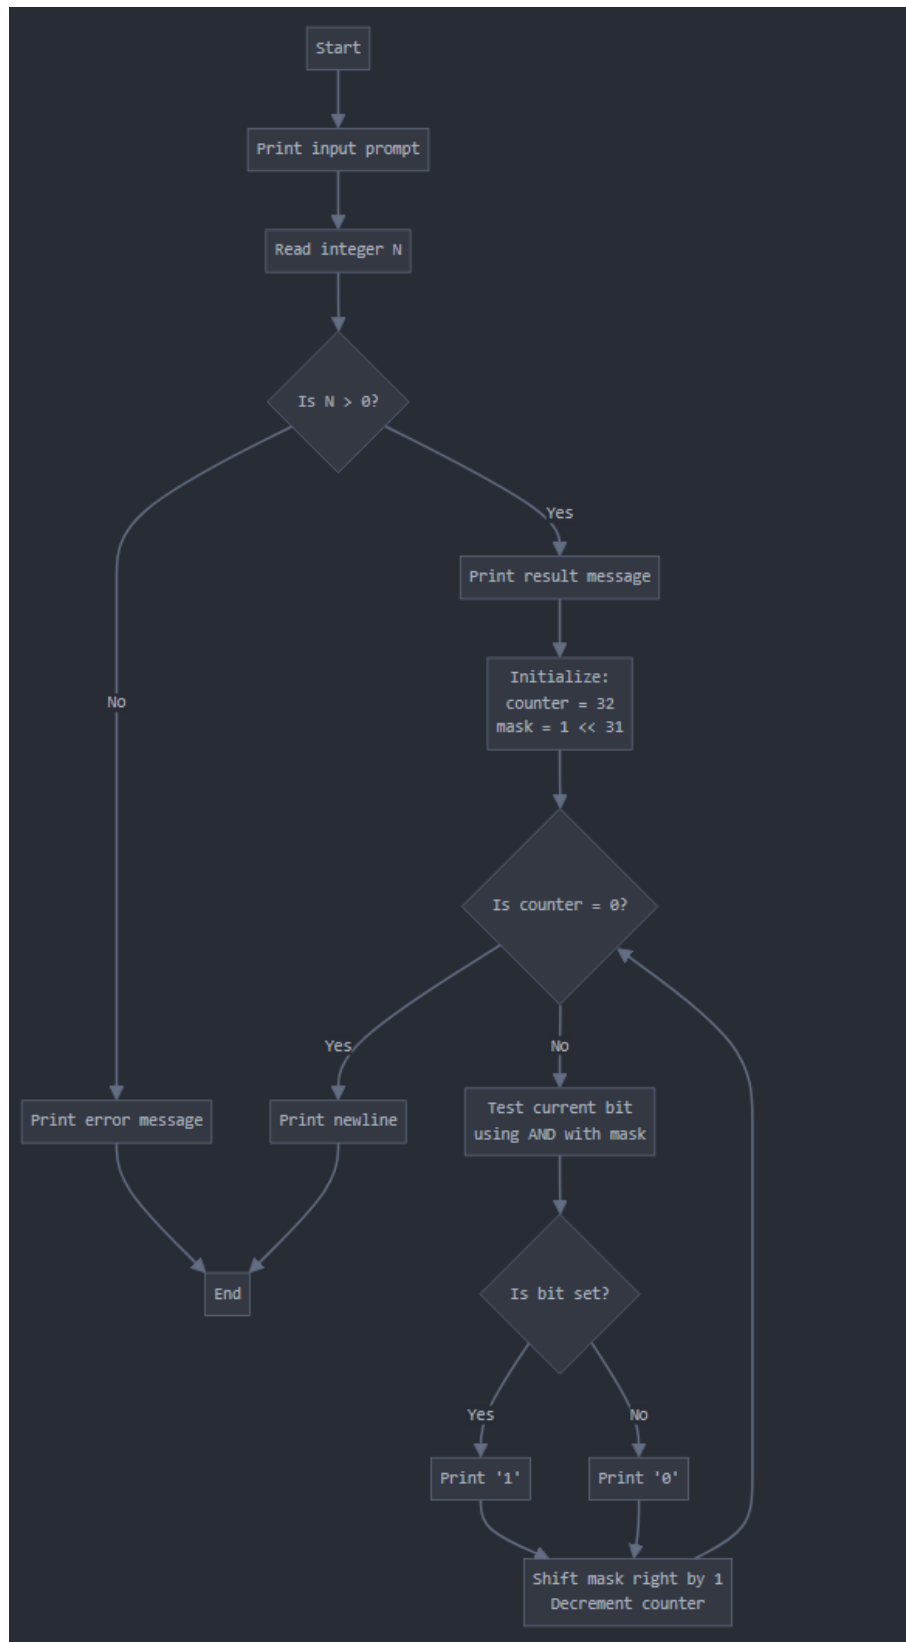 Start
Print input prompt
Read integer N
Is N > 0?
Yes
Print result message
Initialize:
counter = 32
mask = 1 << 31
No
Is counter = 0?
Yes
No
Print error message
Print newline
Test current bit
using AND with mask
End
Is bit set?
Yes
No
Print '1'
Print '0'
Shift mask right by 1
Decrement counter